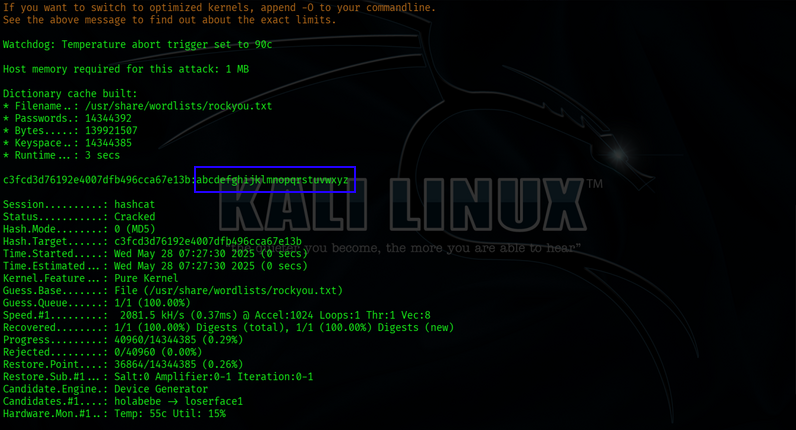 If you want to switch to optimized kernels, append -O to your commandline.
See the above message to find out about the exact limits.
Watchdog: Temperature abort trigger set to 90c
Host memory required for this attack: 1 MB
Dictionary cache built:
* Filename..: /usr/share/wordlists/rockyou.txt
* Passwords.: 14344392
* Bytes.....: 139921507
* Keyspace..: 14344385
* Runtime...: 3 secs
c3fcd3d76192e4007dfb496cca67e13b:abcdefghijklmnopqrstuvwxyz
Session..........: hashcat
Status...........: Cracked
Hash.Mode........: 0 (MD5)
Hash.Target......: c3fcd3d76192e4007dfb496cca67e13b
Time.Started.....: Wed May 28 07:27:30 2025 (0 secs)
Time.Estimated...: Wed May 28 07:27:30 2025 (0 secs)
Kernel.Feature...: Pure Kernel
Guess.Base.......: File (/usr/share/wordlists/rockyou.txt)
Guess.Queue......: 1/1 (100.00%)
Speed.#1.........:  2081.5 kH/s (0.37ms) @ Accel:1024 Loops:1 Thr:1 Vec:8
Recovered........: 1/1 (100.00%) Digests (total), 1/1 (100.00%) Digests (new)
Progress.........: 40960/14344385 (0.29%)
Rejected.........: 0/40960 (0.00%)
Restore.Point....: 36864/14344385 (0.26%)
Restore.Sub.#1...: Salt:0 Amplifier:0-1 Iteration:0-1
Candidate.Engine.: Device Generator
Candidates.#1....: holabebe -> loserface1
Hardware.Mon.#1..: Temp: 55c Util: 15%
KALI LINUX™
you become, the more you are able to hear"